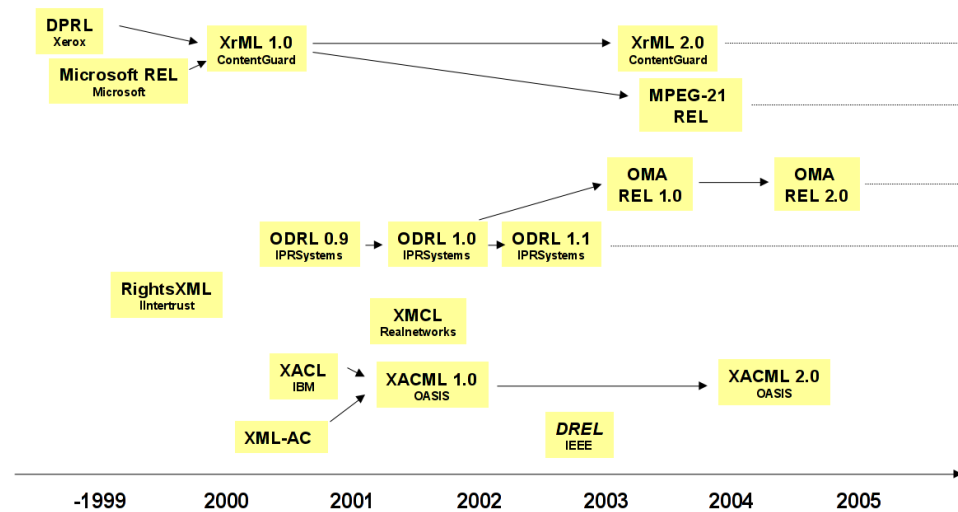 DPRL
Xerox
Microsoft REL
Microsoft
XrML 1.0
ContentGuard
XrML 2.0
ContentGuard
MPEG-21
REL
OMA
REL 1.0
OMA
REL 2.0
ODRL 0.9
IPRSystems
ODRL 1.0
IPRSystems
ODRL 1.1
IPRSystems
RightsXML
IIntertrust
XMCL
Realnetworks
XACL
IBM
XACML 1.0
OASIS
XACML 2.0
OASIS
XML-AC
DREL
IEEE
-1999 2000 2001 2002 2003 2004 2005